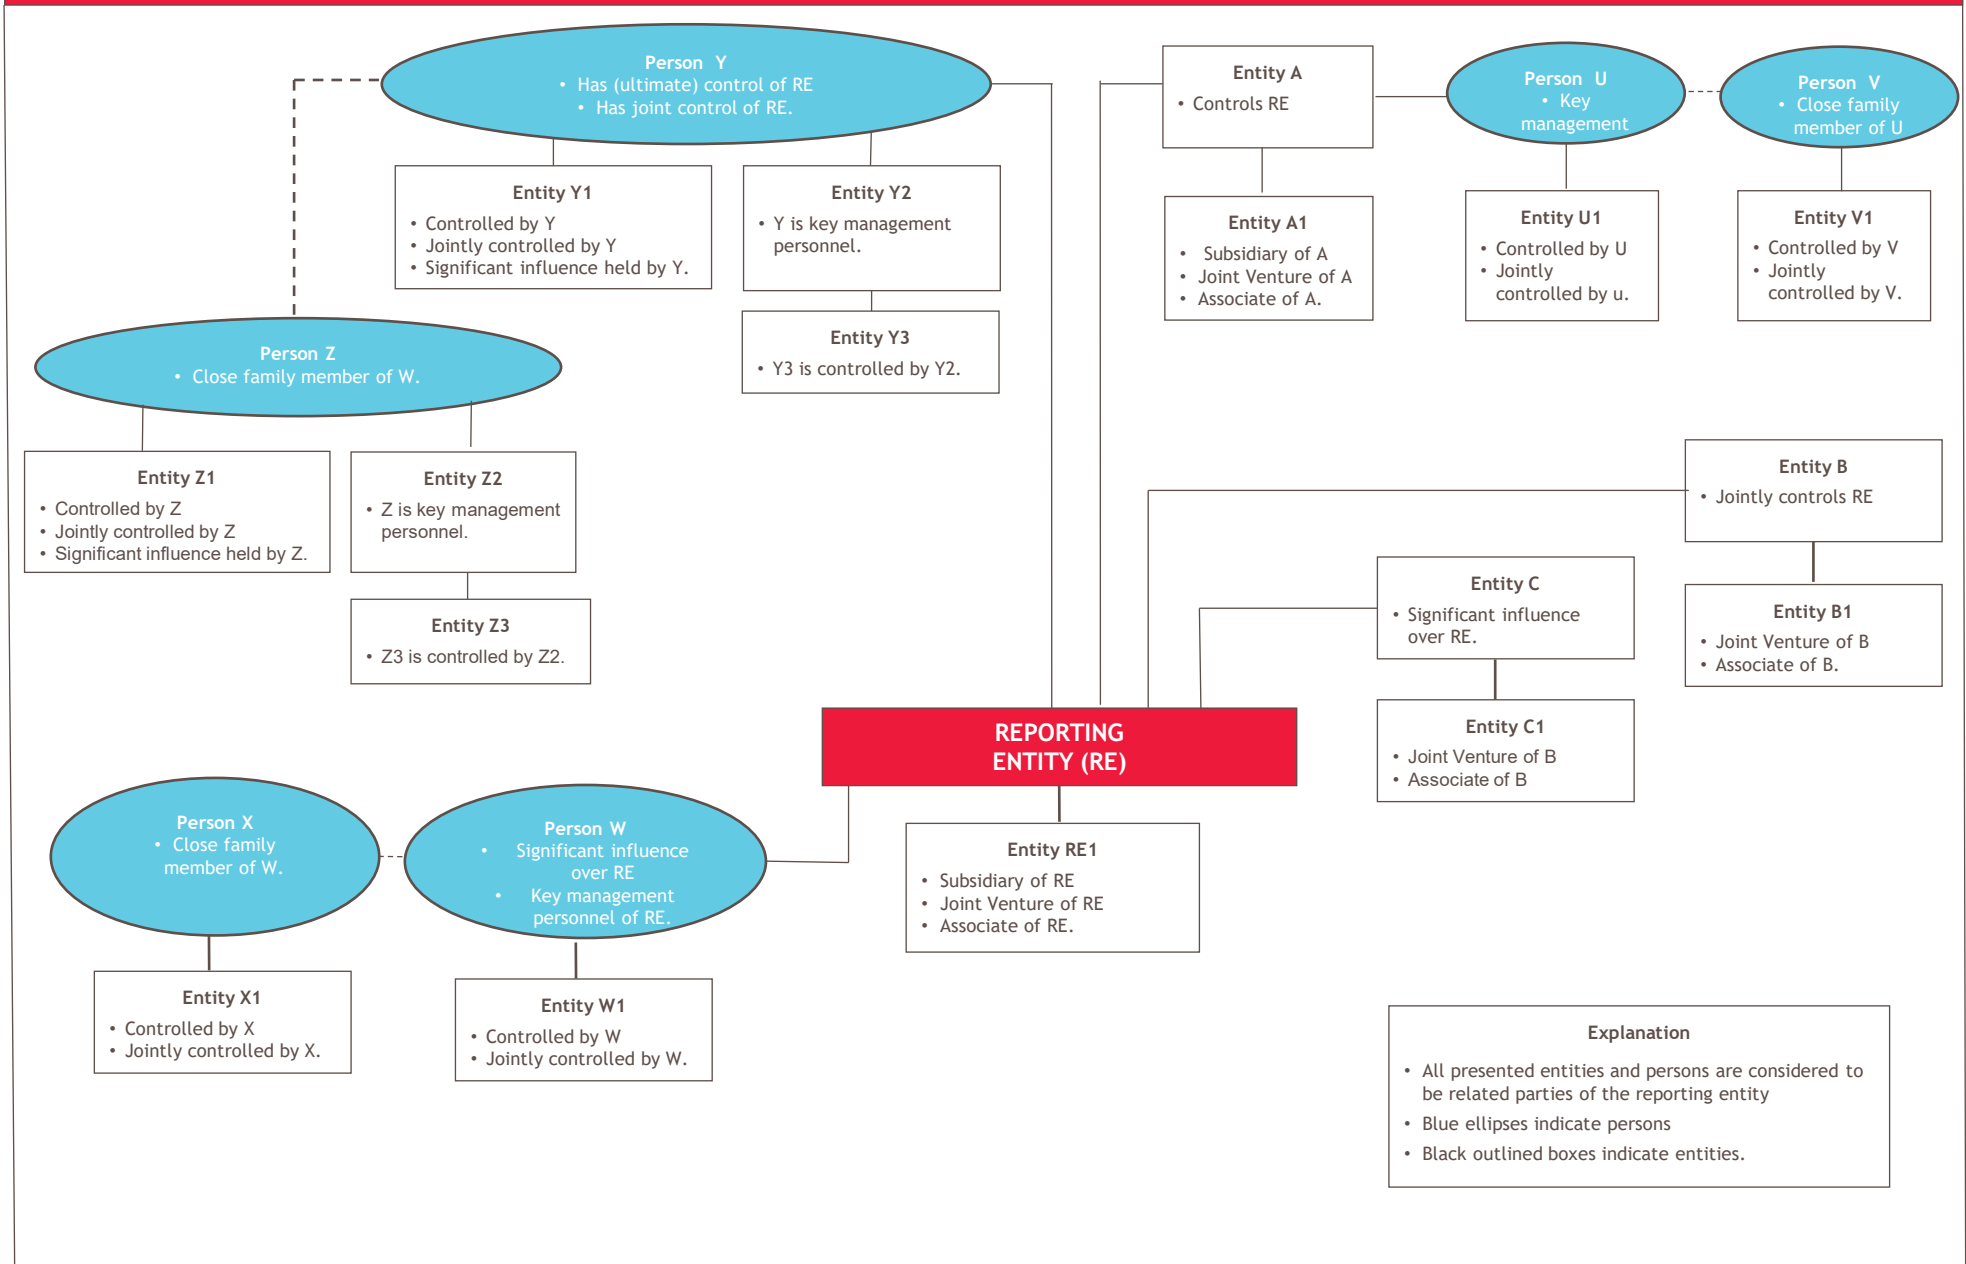 Person Y
• Has (ultimate) control of RE
• Has joint control of RE.
Entity Y1
• Controlled by Y
• Jointly controlled by Y
• Significant influence held by Y.
Entity Y2
• Y is key management
personnel.
Entity Y3
• Y3 is controlled by Y2.
Entity A
• Controls RE
Person U
• Key
management
Person V
• Close family
member of U
Entity A1
• Subsidiary of A
• Joint Venture of A
• Associate of A.
Entity U1
• Controlled by U
• Jointly
controlled by u.
Entity V1
• Controlled by V
• Jointly
controlled by V.
Person Z
• Close family member of W.
Entity Z1
• Controlled by Z
• Jointly controlled by Z
• Significant influence held by Z.
Entity Z2
• Z is key management
personnel.
Entity Z3
• Z3 is controlled by Z2.
Entity B
• Jointly controls RE
Entity B1
• Joint Venture of B
• Associate of B.
Entity C
• Significant influence
over RE.
Entity C1
• Joint Venture of B
• Associate of B
REPORTING
ENTITY (RE)
Person X
• Close family
member of W.
Person W
• Significant influence
over RE
• Key management
personnel of RE.
Entity RE1
• Subsidiary of RE
• Joint Venture of RE
• Associate of RE.
Entity X1
• Controlled by X
• Jointly controlled by X.
Entity W1
• Controlled by W
• Jointly controlled by W.
Explanation
• All presented entities and persons are considered to
be related parties of the reporting entity
• Blue ellipses indicate persons
• Black outlined boxes indicate entities.